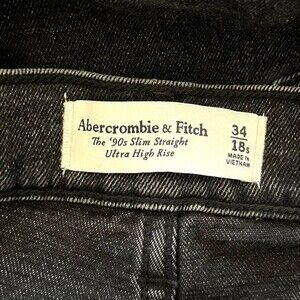 Abercrombie & Fitch
The '90s Slim Straight
Ultra High Rise
34
18s
MADE IN
VIETNAM